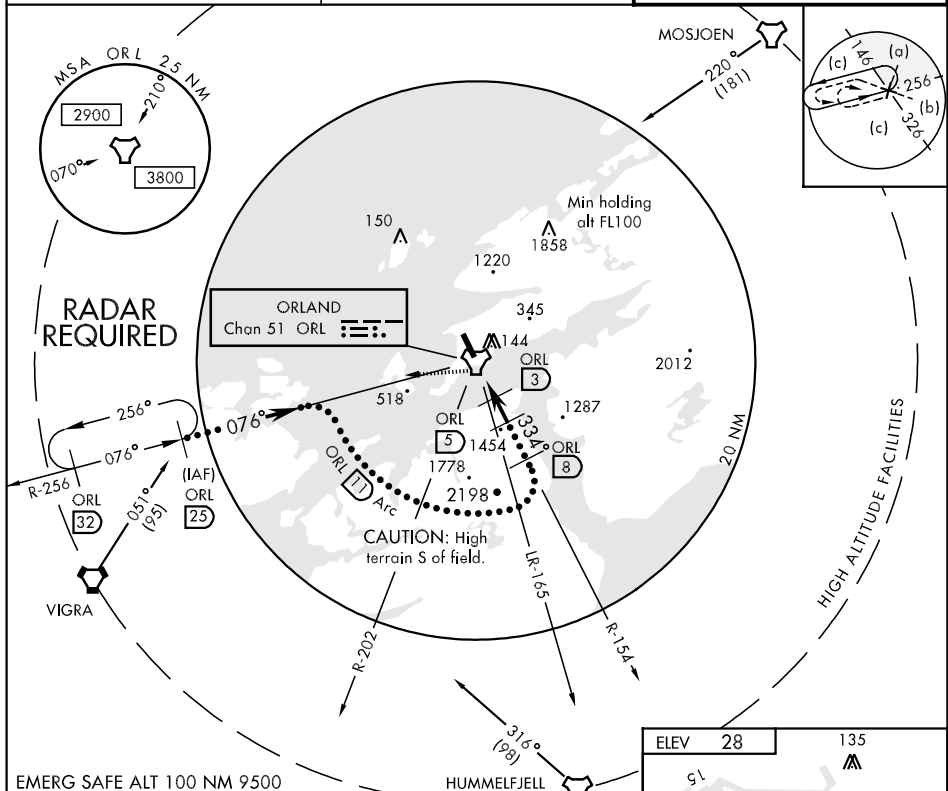 MOSJOEN
220°
(181)
MSA ORL 25 NM
210°
2900
070°
3800
146
(a)
(c)
256
(b)
(c)
326
Min holding
alt FL100
150
1858
1220
RADAR
REQUIRED
ORLAND
Chan 51 ORL
345
144
ORL
3
2012
518
1287
256°
076°
076°
ORL
5
1454
334°
ORL
8
20 NM
R-256
(IAF)
ORL
25
ORL
32
051°
(95)
ORL 11 Arc
1778
2198
CAUTION: High
terrain S of field.
HIGH ALTITUDE FACILITIES
VIGRA
LR-165
R-154
R-202
316°
(98)
ELEV 28
135
15
EMERG SAFE ALT 100 NM 9500
HUMMELFJELL